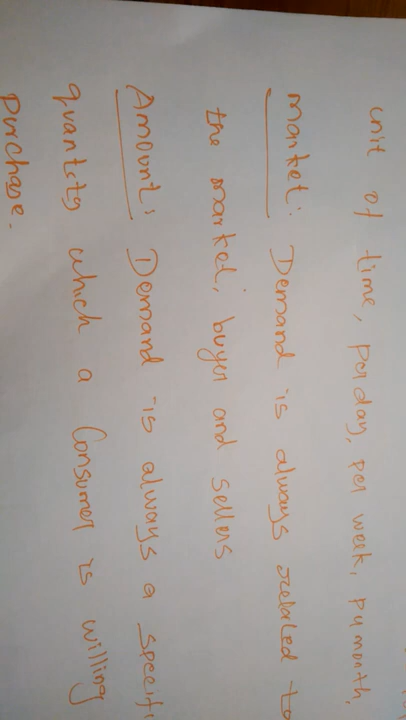 unit of time, per day, per week, per month,
market: Demand is always related to
the market, buyer and sellers
Amount: Demand is always a specifi
quantity which a Consumer is willing
purchase.